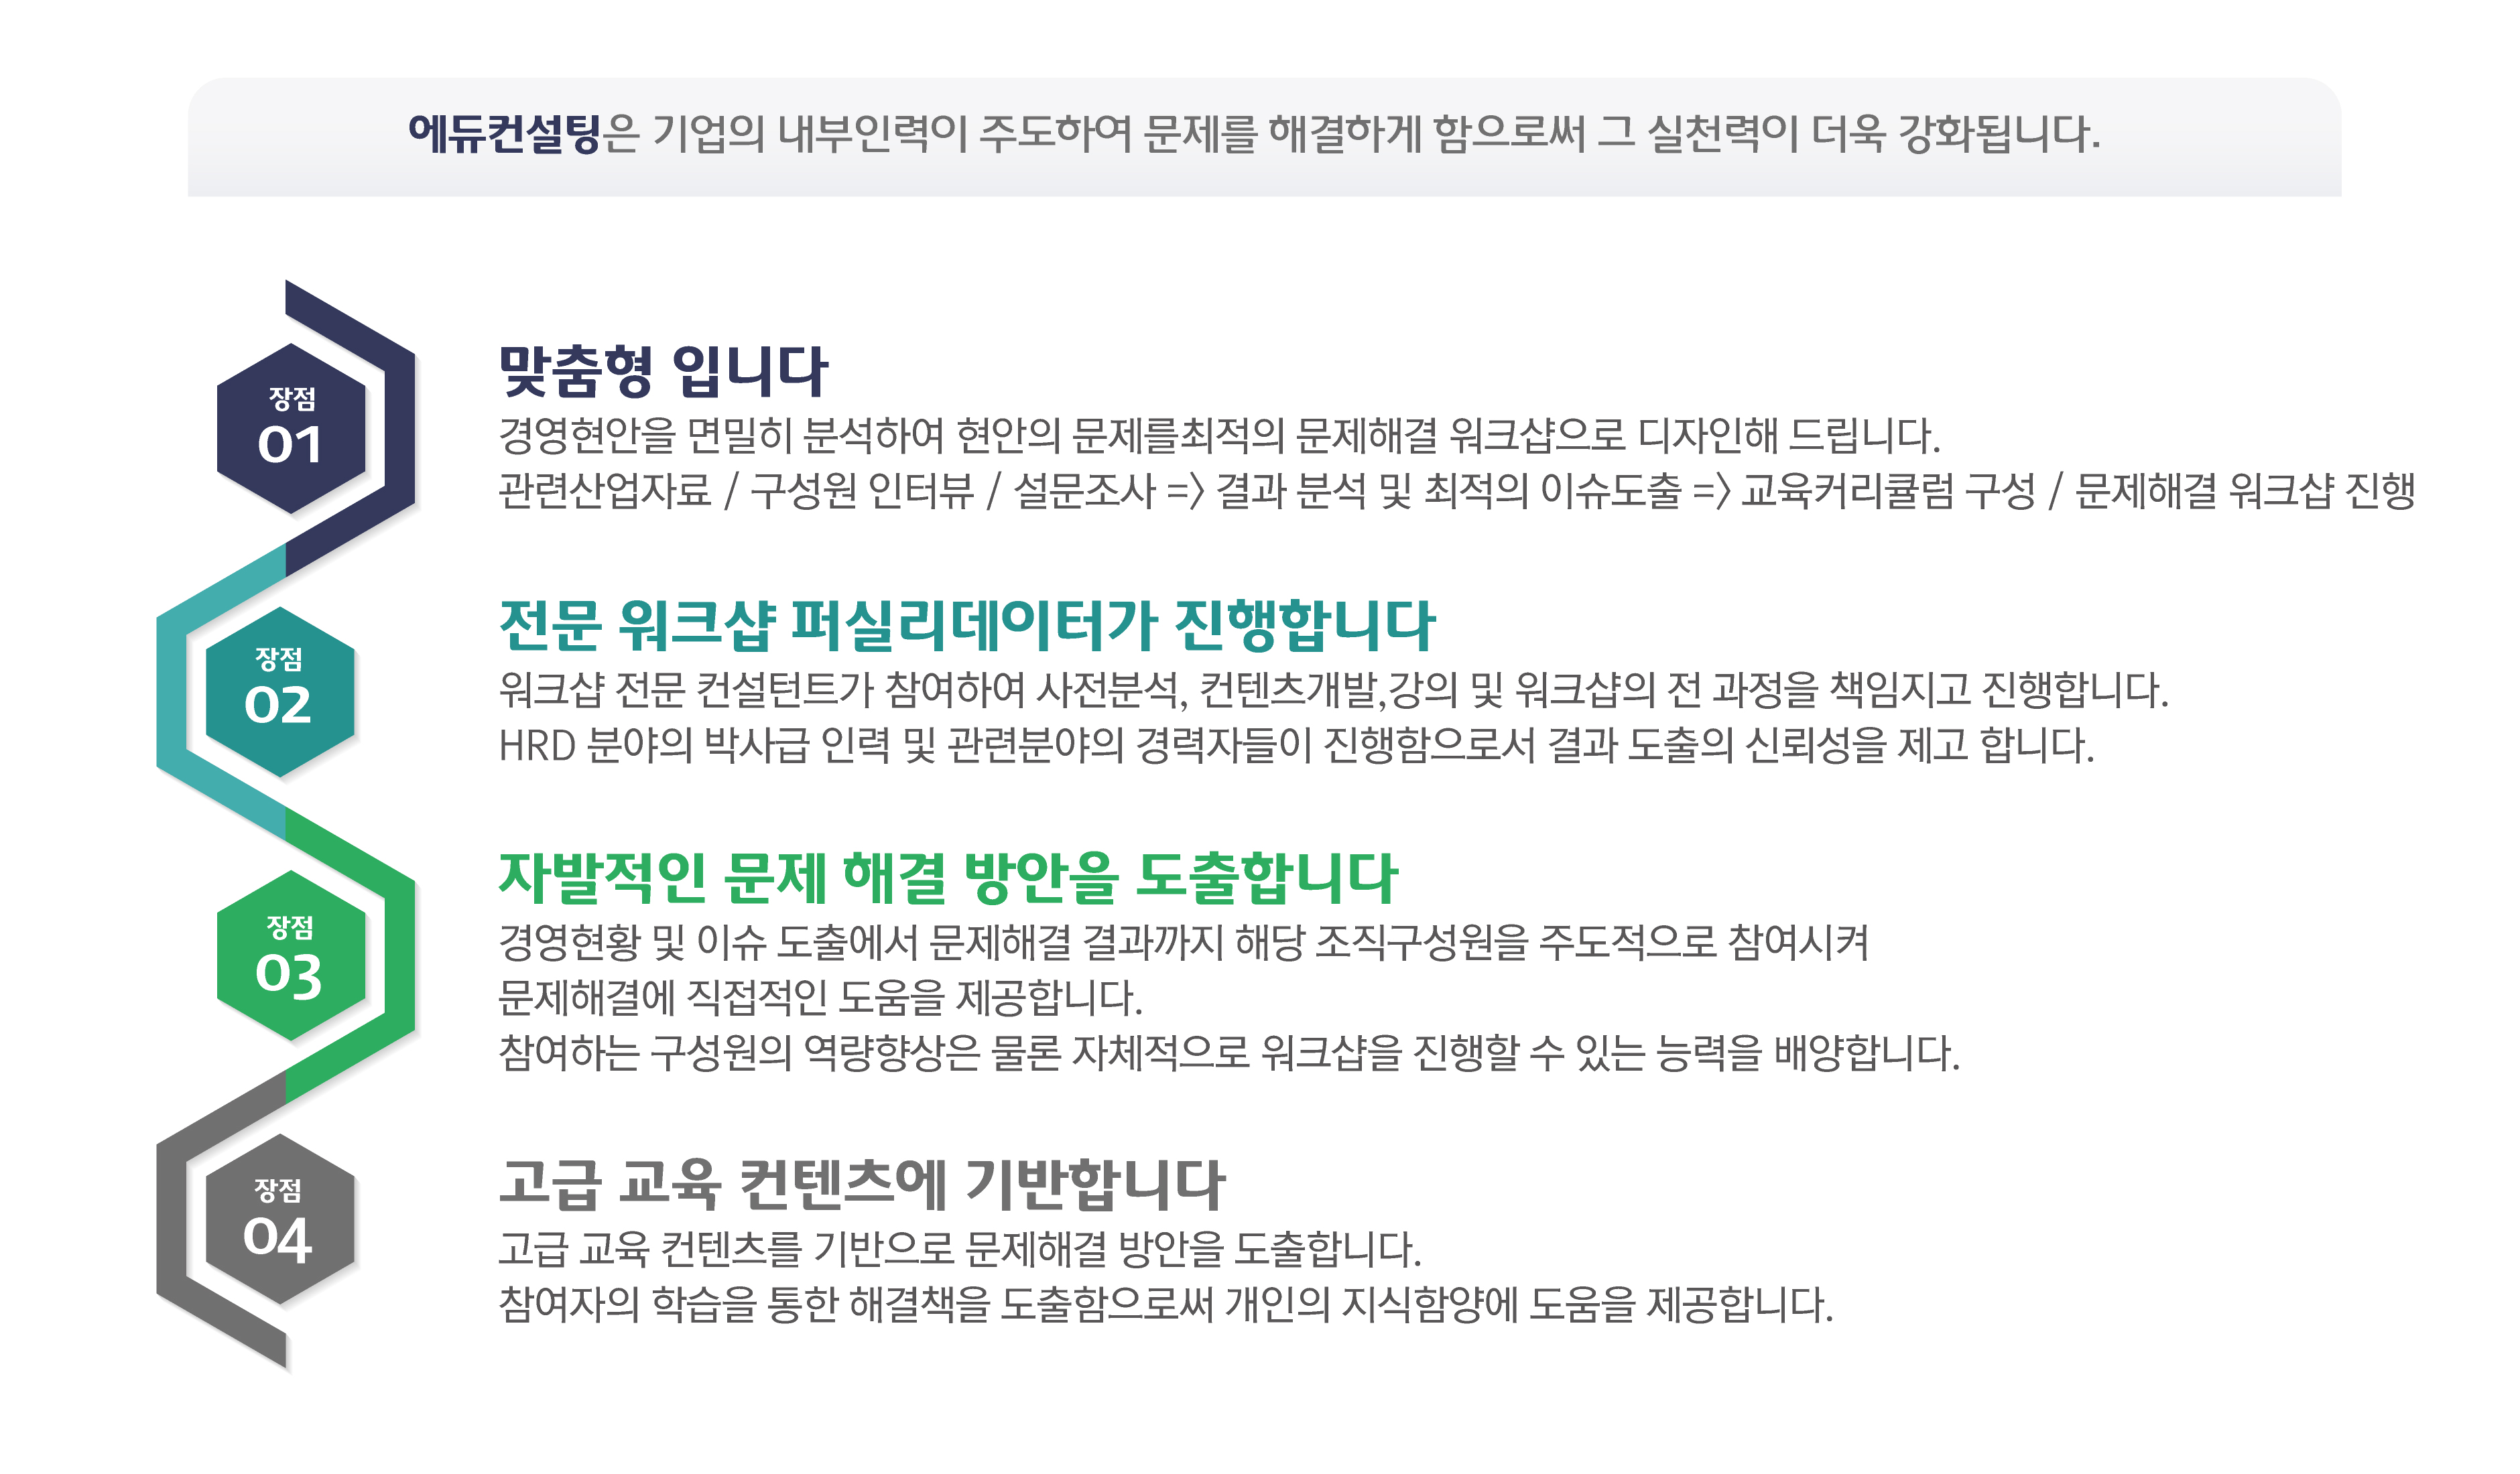 에듀컨설팅은 기업의 내부인력이 주도하여 문제를 해결하게 함으로써 그 실천력이 더욱 강화됩니다.
장점
01
맞춤형 입니다
경영현안을 면밀히 분석하여 현안의 문제를최적의 문제해결 워크샵으로 디자인해 드립니다.
관련산업자료 / 구성원 인터뷰 / 설문조사 => 결과 분석 및 최적의 이슈도출 => 교육커리큘럼 구성 / 문제해결 워크샵 진행
장점
02
전문 워크샵 퍼실리데이터가 진행합니다
워크샵 전문 컨설턴트가 참여하여 사전분석, 컨텐츠개발,강의 및 워크샵의 전 과정을 책임지고 진행합니다.
HRD 분야의 박사급 인력 및 관련분야의 경력자들이 진행함으로서 결과 도출의 신뢰성을 제고 합니다.
장점
03
자발적인 문제 해결 방안을 도출합니다
경영현황 및 이슈 도출에서 문제해결 결과까지 해당 조직구성원을 주도적으로 참여시켜
문제해결에 직접적인 도움을 제공합니다.
참여하는 구성원의 역량향상은 물론 자체적으로 워크샵을 진행할 수 있는 능력을 배양합니다.
장점
04
고급 교육 컨텐츠에 기반합니다
고급 교육 컨텐츠를 기반으로 문제해결 방안을 도출합니다.
참여자의 학습을 통한 해결책을 도출함으로써 개인의 지식함양에 도움을 제공합니다.